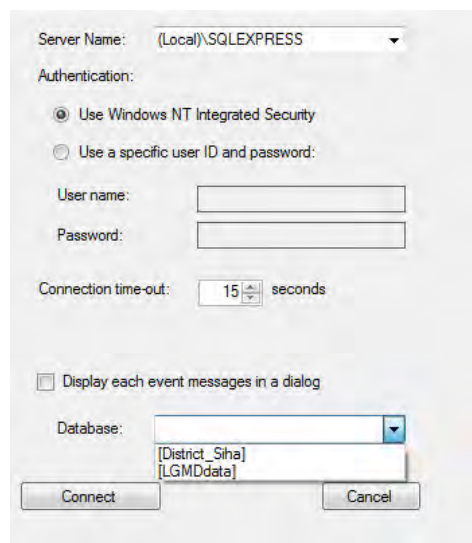 Server Name: (Local)\SQLEXPRESS
Authentication:
Use Windows NT Integrated Security
Use a specific user ID and password:
User name:
Password:
Connection time-out: 15 seconds
Display each event messages in a dialog
Database:
[District_Siha]
[LGMDdata]
Connect Cancel